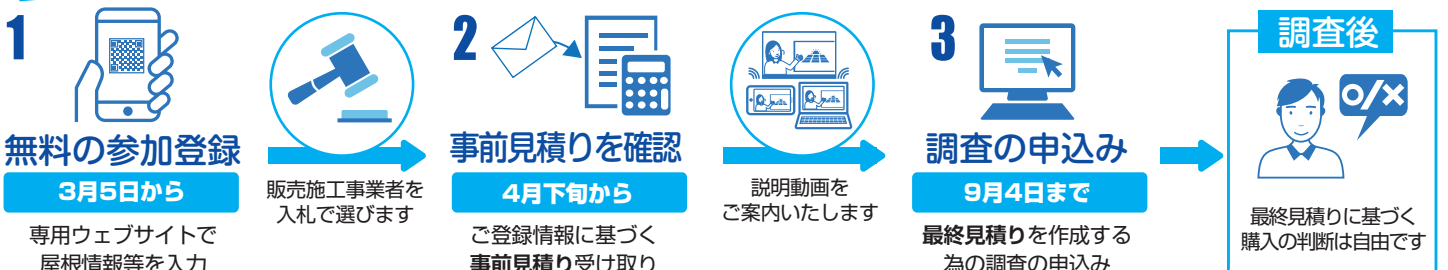 1
無料の参加登録
3月5日から
専用ウェブサイトで
屋根情報等を入力
販売施工事業者を
入札で選びます
2
事前見積りを確認
4月下旬から
ご登録情報に基づく
事前見積り受け取り
説明動画を
ご案内いたします
3
調査の申込み
9月4日まで
最終見積りを作成する
為の調査の申込み
調査後
o/×
最終見積りに基づく
購入の判断は自由です